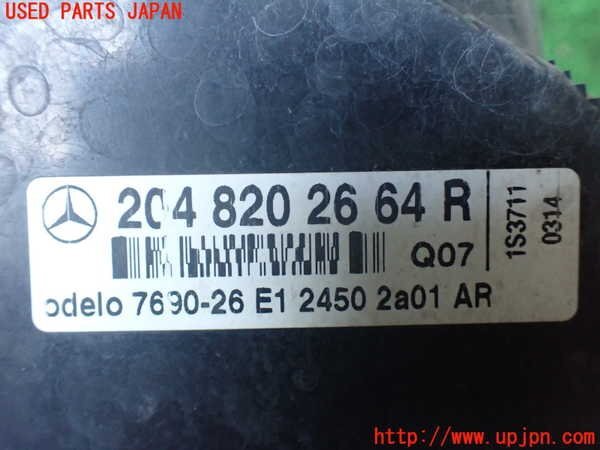 USED PARTS JAPAN
204 820 26 64 R
Q07
1S3711
0314
odelo 7690-26 E1 2450 2a01 AR
http://www.upjpn.com/